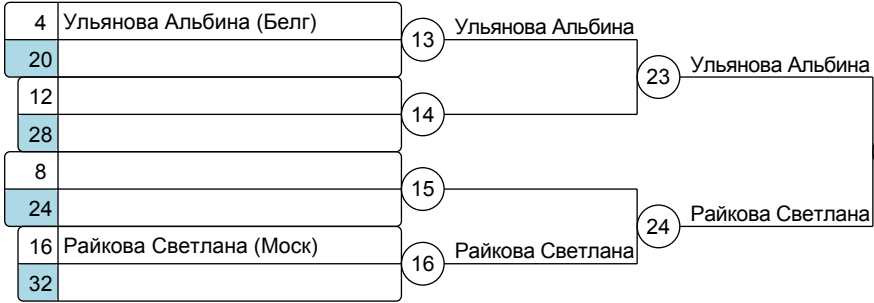 4 Ульянова Альбина (Белг)
20
13 Ульянова Альбина
12
28
14
23 Ульянова Альбина
8
24
15
16 Райкова Светлана (Моск)
32
16 Райкова Светлана
24 Райкова Светлана